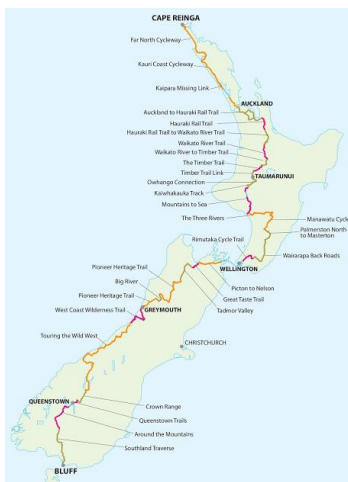 CAPE REINGA
Far North Cycleway
Kauri Coast Cycleway
Kaipara Missing Link
AUCKLAND
Auckland to Hauraki Rail Trail
Hauraki Rail Trail
Hauraki Rail Trail to Waikato River Trail
Waikato River Trail
Waikato River to Timber Trail
The Timber Trail
Timber Trail Link
TAUMARUNUI
Owhango Connection
Kaiwhakauka Track
Mountains to Sea
The Three Rivers
Manawatu Cycl
Palmerston North
to Masterton
Rimutaka Cycle Trail
Wairarapa Back Roads
WELLINGTON
Pioneer Heritage Trail
Big River
Picton to Nelson
Pioneer Heritage Trail
Great Taste Trail
West Coast Wilderness Trail
GREYMOUTH
Tadmor Valley
Touring the Wild West
CHRISTCHURCH
QUEENSTOWN
Crown Range
Queenstown Trails
Around the Mountains
Southland Traverse
BLUFF